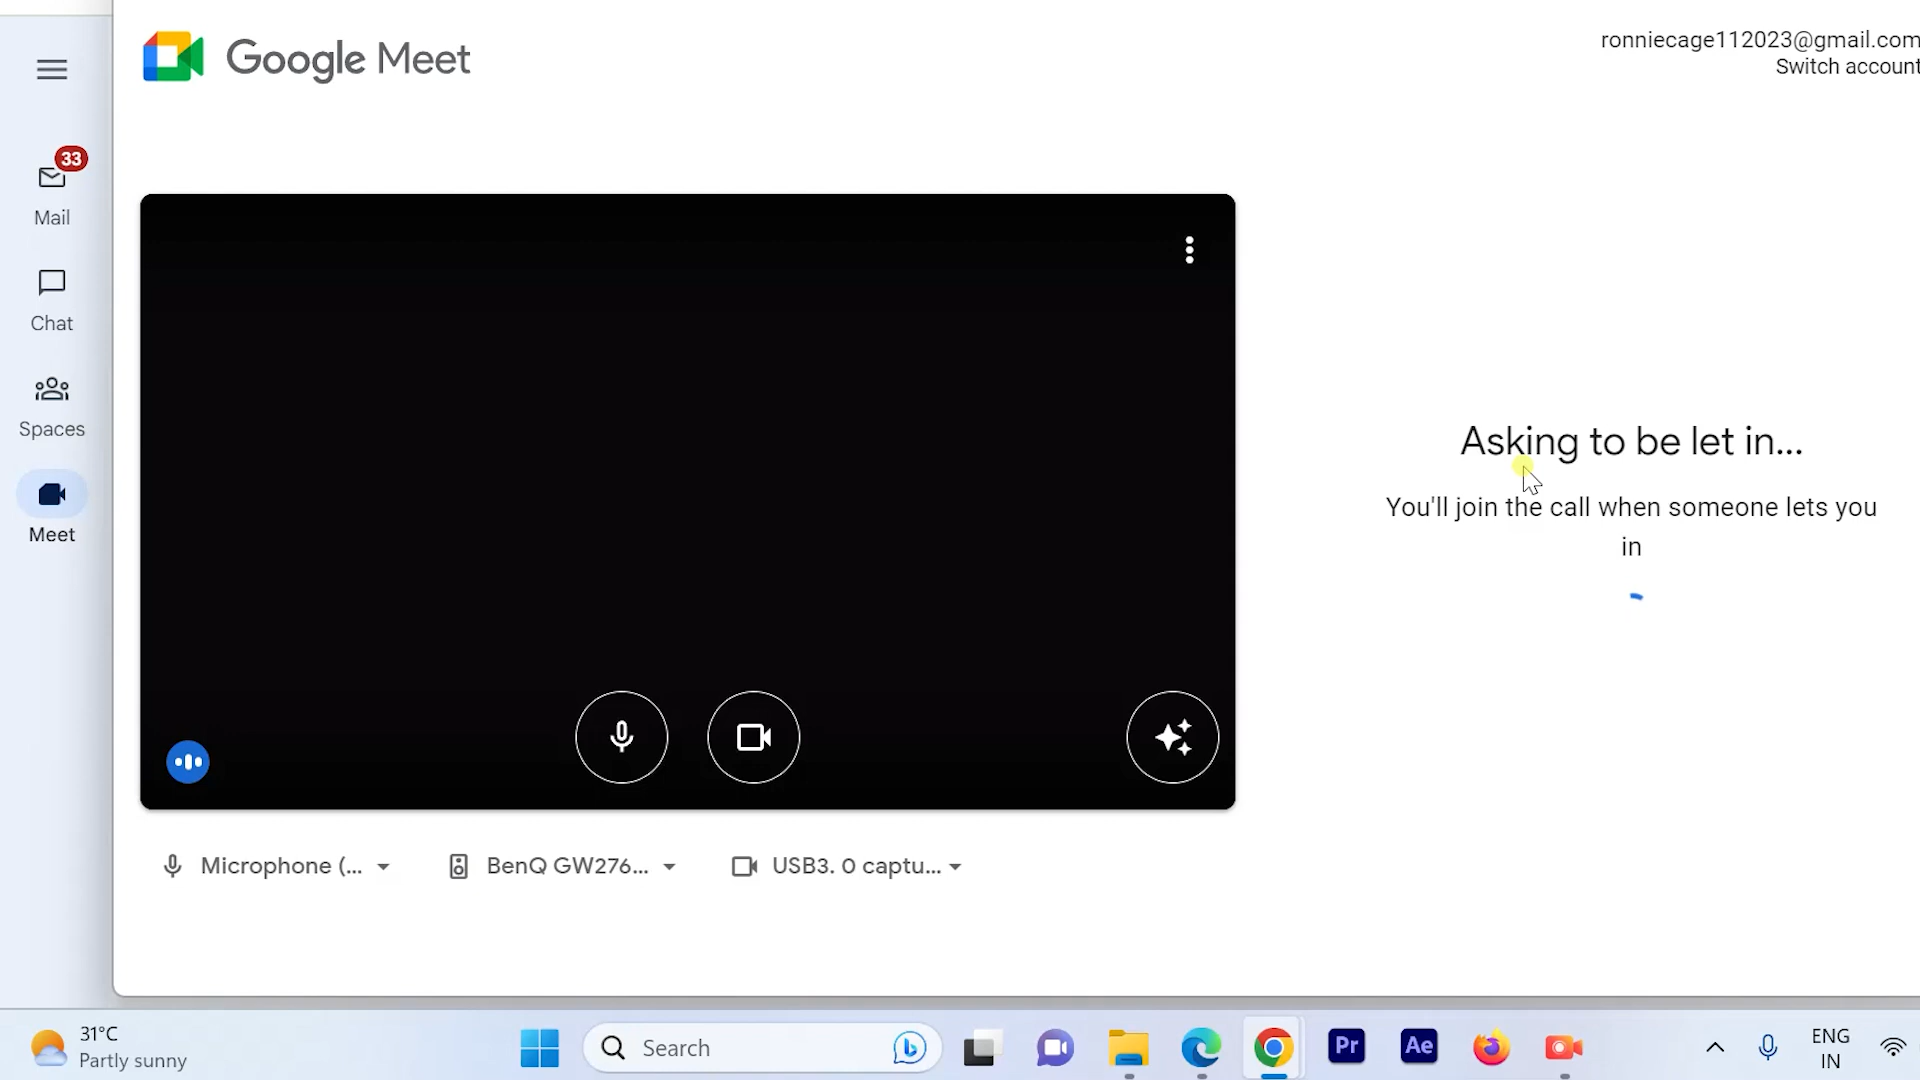 Google Meet
ronniecage112023@gmail.com
Switch account
33
Mail
Chat
Spaces
Meet
Asking to be let in...
You'll join the call when someone lets you
in
Microphone (...
BenQ GW276...
USB3. 0 captu...
31°C
Partly sunny
Search
Pr
Ae
ENG
IN